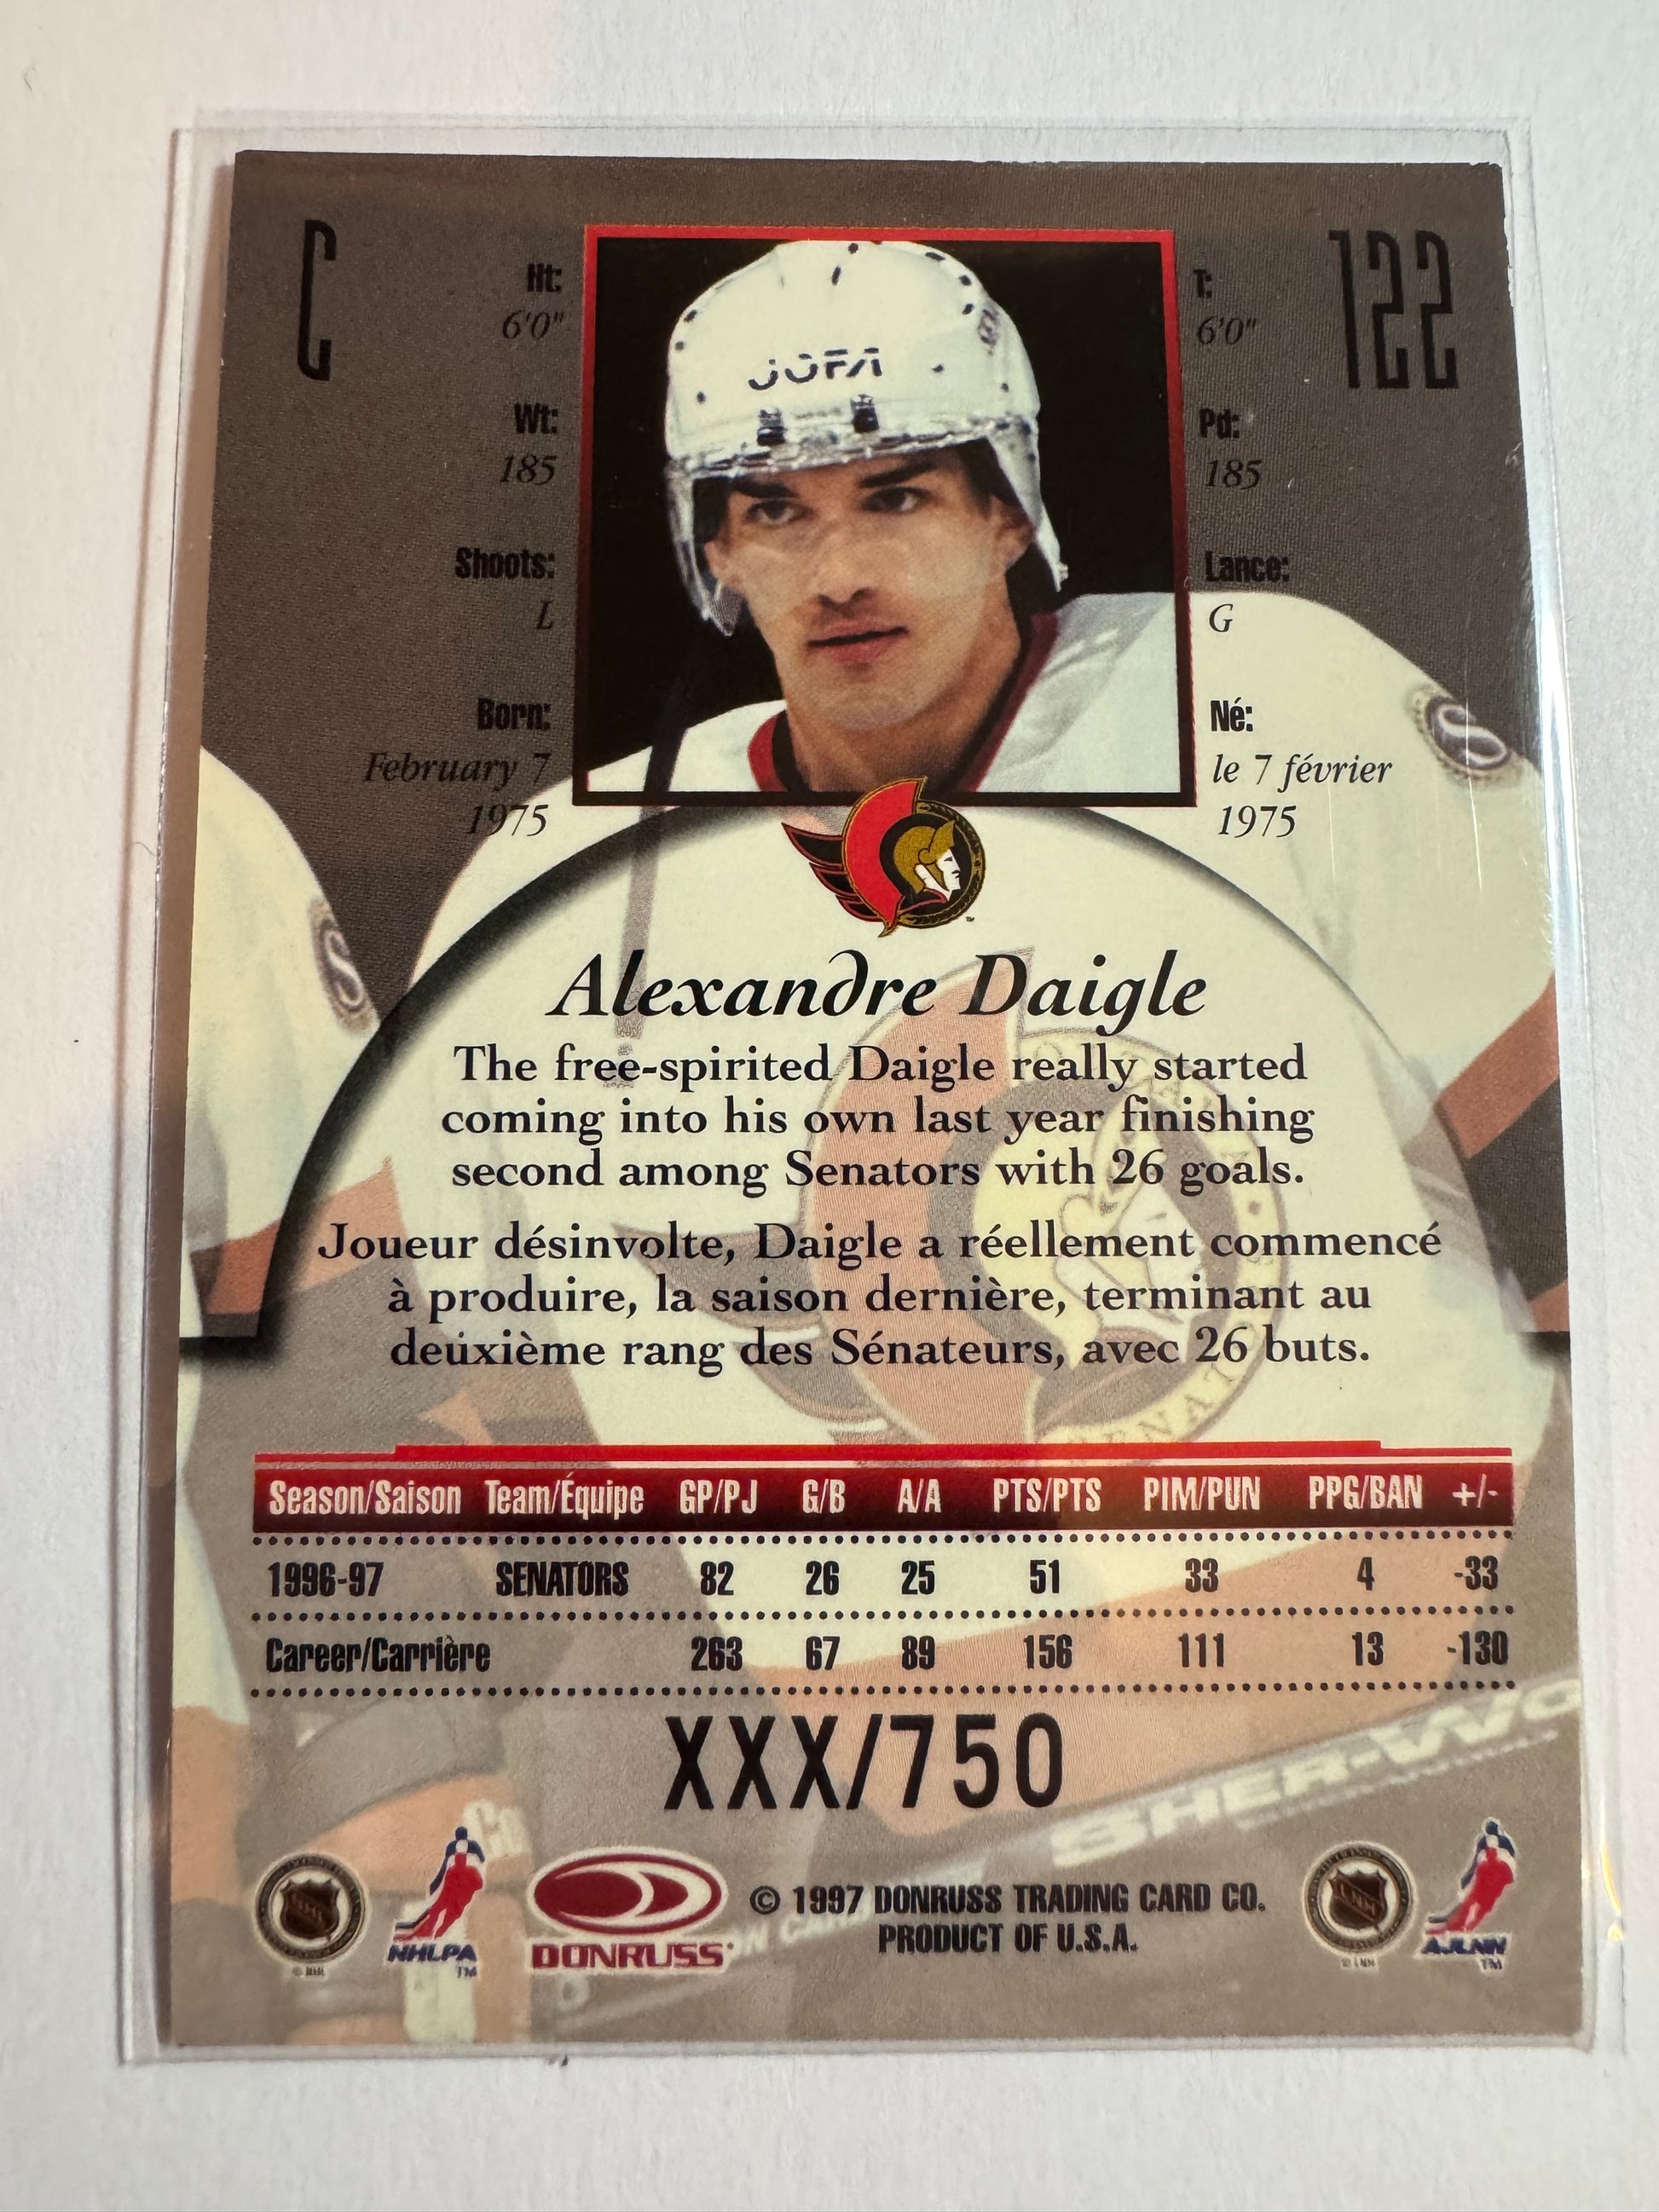 C
122
Ht:
6'0"
Wt:
185
Shoots:
L
Born:
February 7
1975
JOFA
T:
6'0"
Pd:
185
Lance:
G
Né:
le 7 février
1975
Alexandre Daigle
The free-spirited Daigle really started
coming into his own last year finishing
second among Senators with 26 goals.
Joueur désinvolte, Daigle a réellement commencé
à produire, la saison dernière, terminant au
deuxième rang des Sénateurs, avec 26 buts.
Season/Saison Team/Équipe GP/PJ G/B A/A PTS/PTS PIM/PUN PPG/BAN +/-
1996-97 SENATORS 82 26 25 51 33 4 -33
Career/Carrière 263 67 89 156 111 13 -130
XXX/750
SHER-WO
NHLPA
TM
DONRUSS
© 1997 DONRUSS TRADING CARD CO.
PRODUCT OF U.S.A.
AJLNH
TM